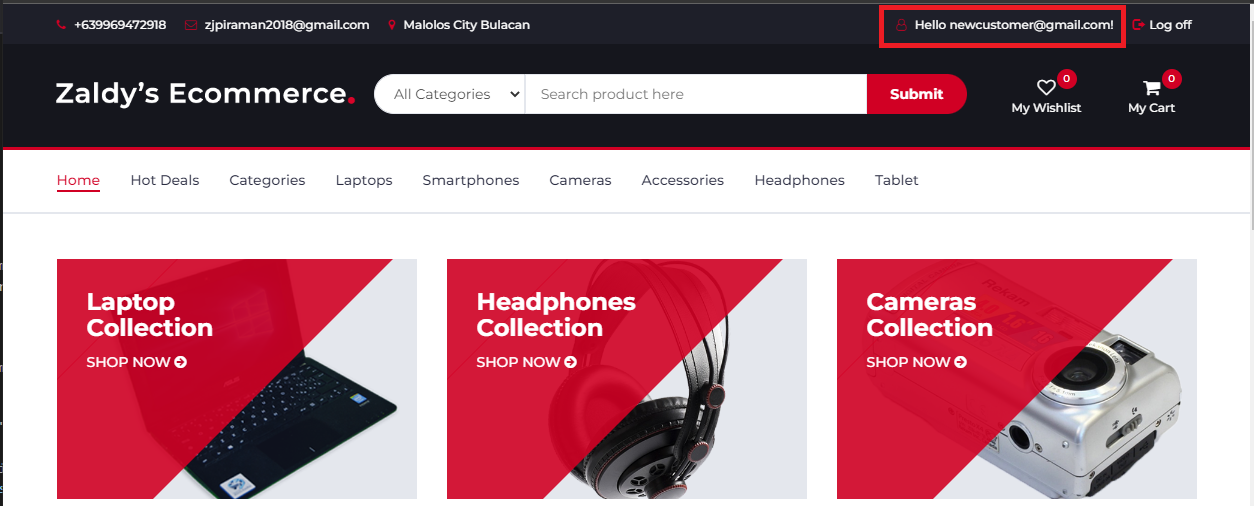 +639969472918 zjpiraman2018@gmail.com Malolos City Bulacan Hello newcustomer@gmail.com! Log off
Zaldy's Ecommerce. All Categories Search product here Submit 0 My Wishlist 0 My Cart
Home Hot Deals Categories Laptops Smartphones Cameras Accessories Headphones Tablet
Laptop
Collection
SHOP NOW
Headphones
Collection
SHOP NOW
Cameras
Collection
SHOP NOW